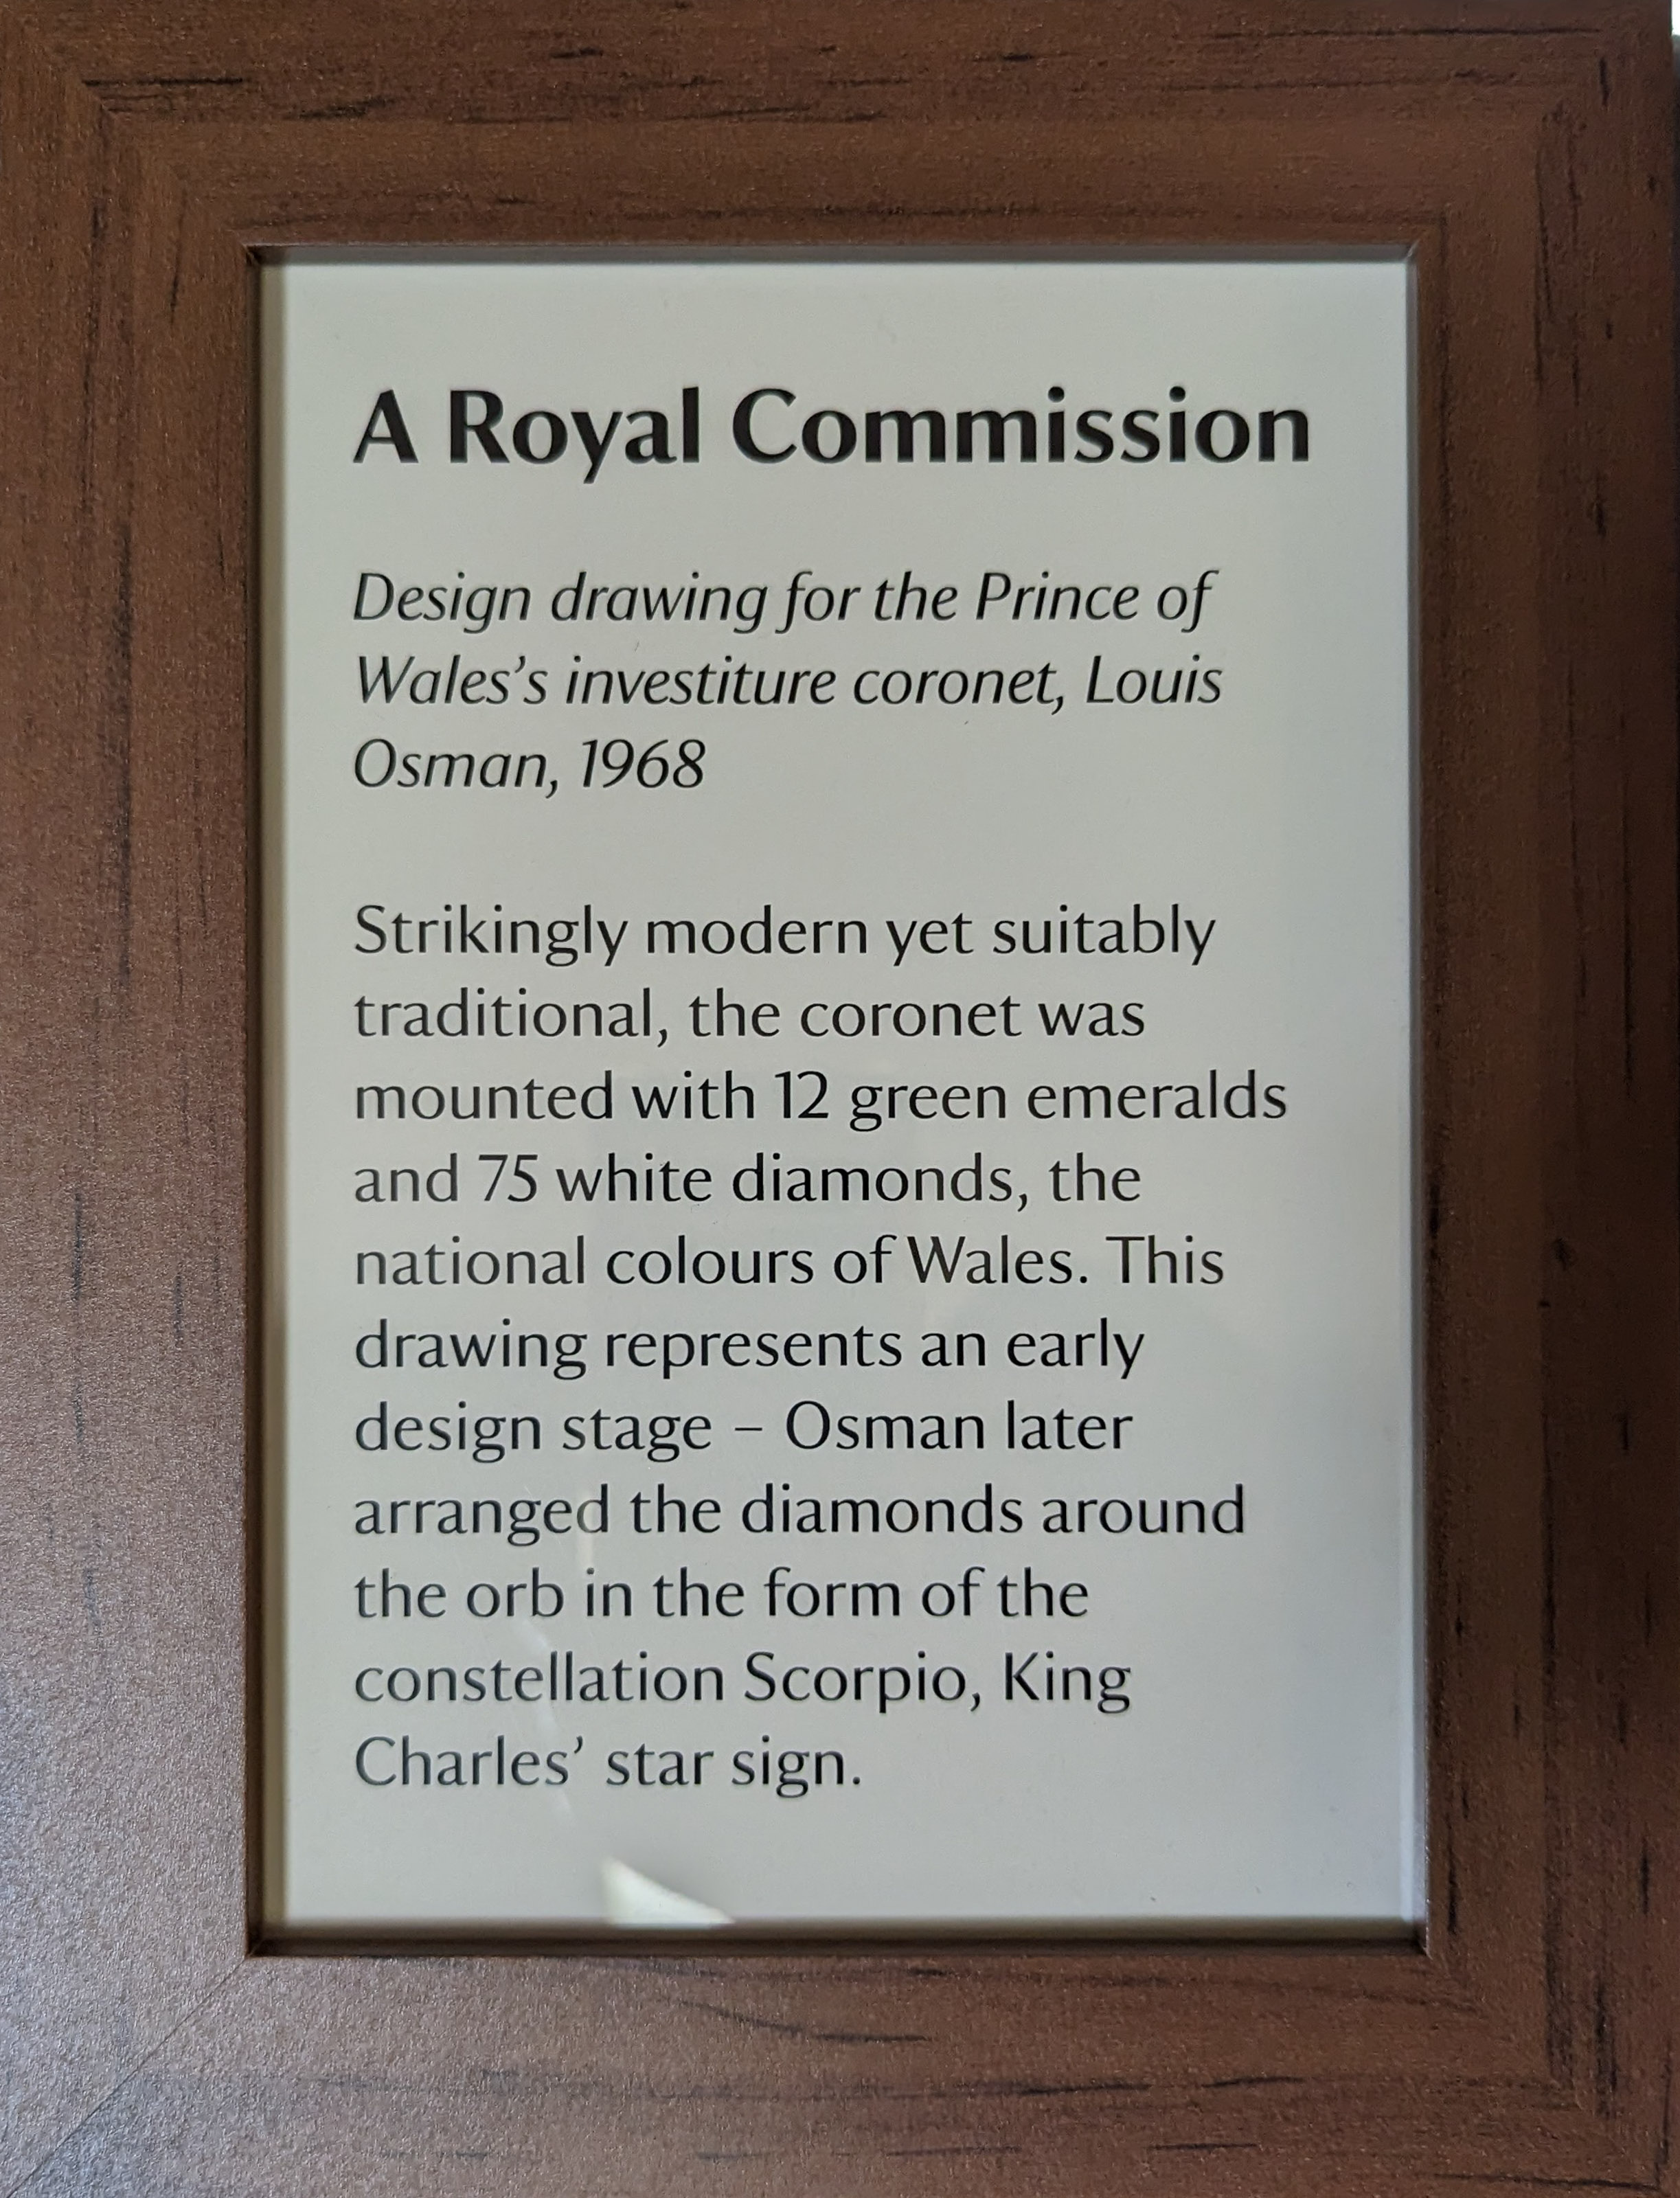 A Royal Commission
Design drawing for the Prince of
Wales’s investiture coronet, Louis
Osman, 1968
Strikingly modern yet suitably
traditional, the coronet was
mounted with 12 green emeralds
and 75 white diamonds, the
national colours of Wales. This
drawing represents an early
design stage – Osman later
arranged the diamonds around
the orb in the form of the
constellation Scorpio, King
Charles’ star sign.